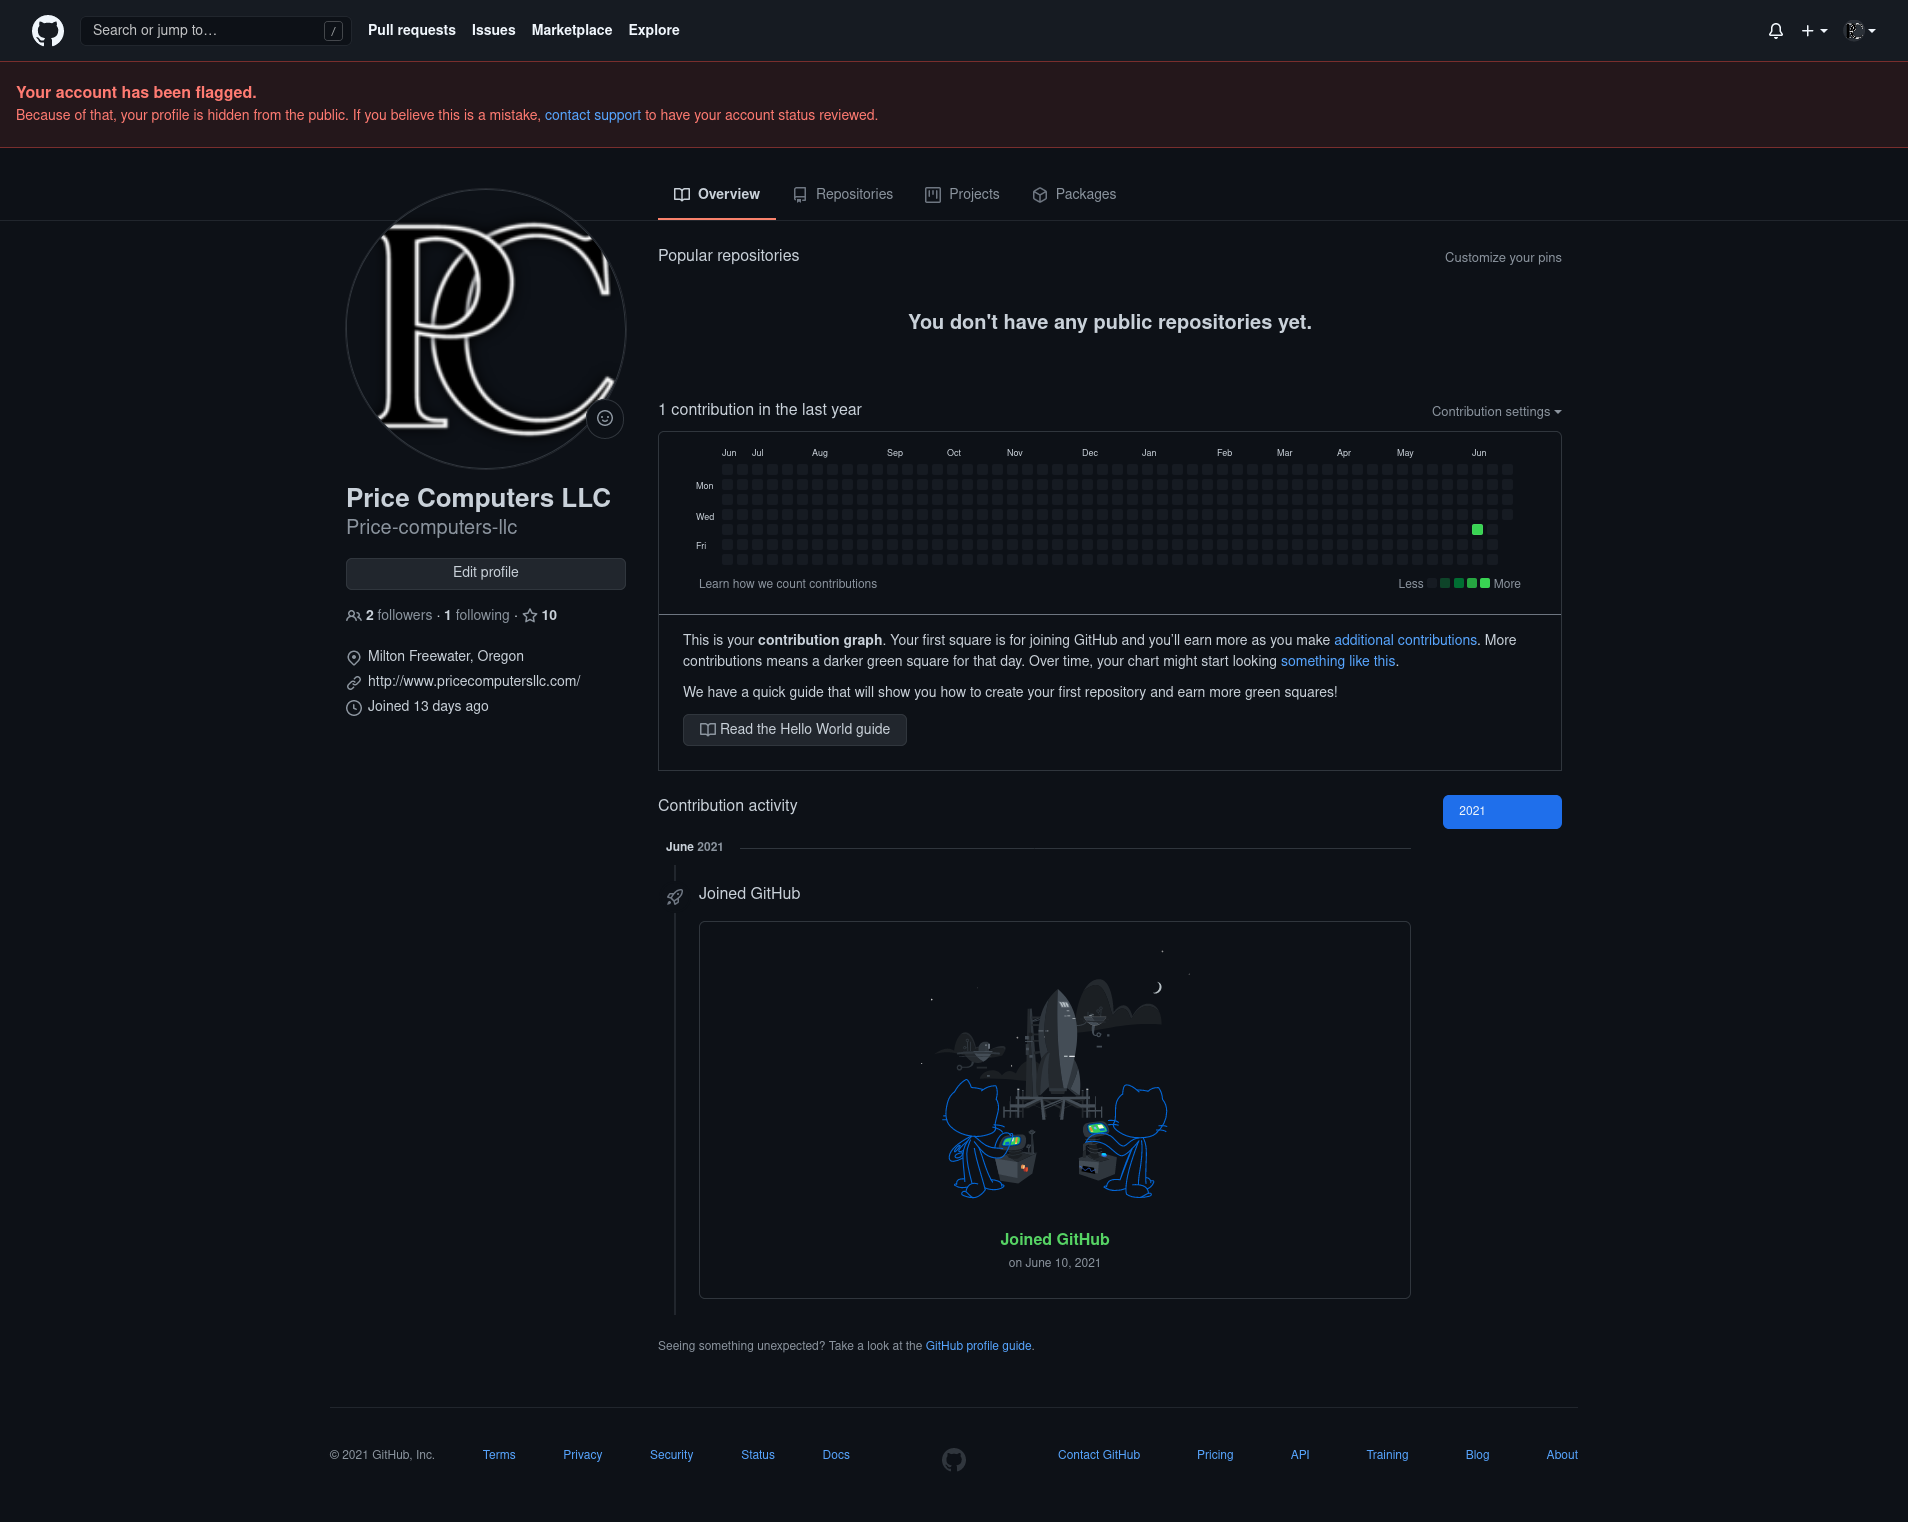 Search or jump to… /
Pull requests
Issues
Marketplace
Explore
Your account has been flagged.
Because of that, your profile is hidden from the public. If you believe this is a mistake, contact support to have your account status reviewed.
Overview
Repositories
Projects
Packages
PC
Price Computers LLC
Price-computers-llc
Edit profile
2 followers · 1 following · 10
Milton Freewater, Oregon
http://www.pricecomputersllc.com/
Joined 13 days ago
Popular repositories
Customize your pins
You don't have any public repositories yet.
1 contribution in the last year
Contribution settings
Jun Jul Aug Sep Oct Nov Dec Jan Feb Mar Apr May Jun
Mon
Wed
Fri
Learn how we count contributions
Less More
This is your contribution graph. Your first square is for joining GitHub and you’ll earn more as you make additional contributions. More
contributions means a darker green square for that day. Over time, your chart might start looking something like this.
We have a quick guide that will show you how to create your first repository and earn more green squares!
Read the Hello World guide
Contribution activity
2021
June 2021
Joined GitHub
Joined GitHub
on June 10, 2021
Seeing something unexpected? Take a look at the GitHub profile guide.
© 2021 GitHub, Inc.
Terms
Privacy
Security
Status
Docs
Contact GitHub
Pricing
API
Training
Blog
About